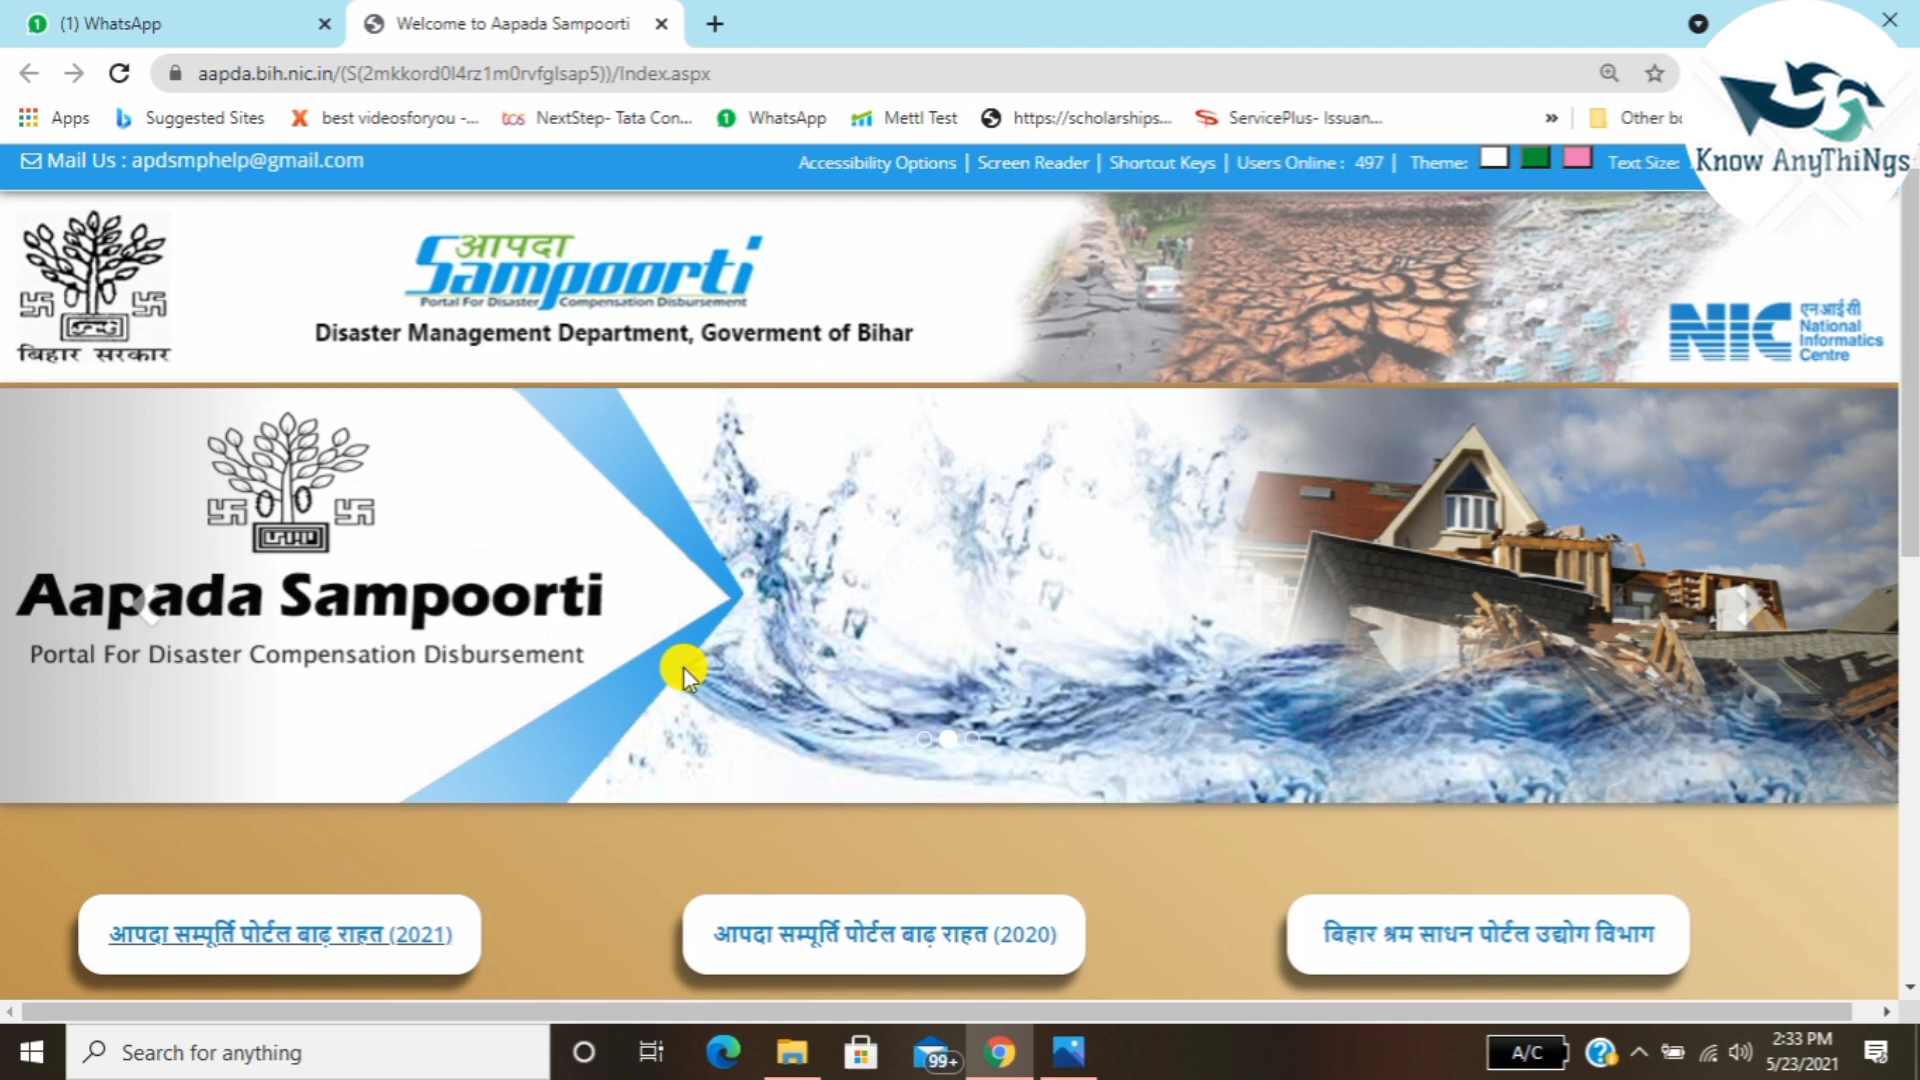 (1) WhatsApp
Welcome to Aapada Sampoorti
aapda.bih.nic.in/(S(2mkkord0l4rz1m0rvfglsap5))/Index.aspx
Apps
Suggested Sites
best videosforyou -...
tcs
NextStep- Tata Con...
WhatsApp
Mettl Test
https://scholarships...
ServicePlus- Issuan...
»
Other
Know AnyThiNgs
Mail Us : apdsmphelp@gmail.com
Accessibility Options | Screen Reader | Shortcut Keys | Users Online : 497 | Theme:
Text Size:
बिहार सरकार
आपदा
Sampoorti
Portal For Disaster Compensation Disbursement
Disaster Management Department, Goverment of Bihar
NIC
एनआईसी
National
Informatics
Centre
Aapada Sampoorti
Portal For Disaster Compensation Disbursement
आपदा सम्पूर्ति पोर्टल बाढ़ राहत (2021)
आपदा सम्पूर्ति पोर्टल बाढ़ राहत (2020)
बिहार श्रम साधन पोर्टल उद्योग विभाग
Search for anything
99+
A/C
2:33 PM
5/23/2021